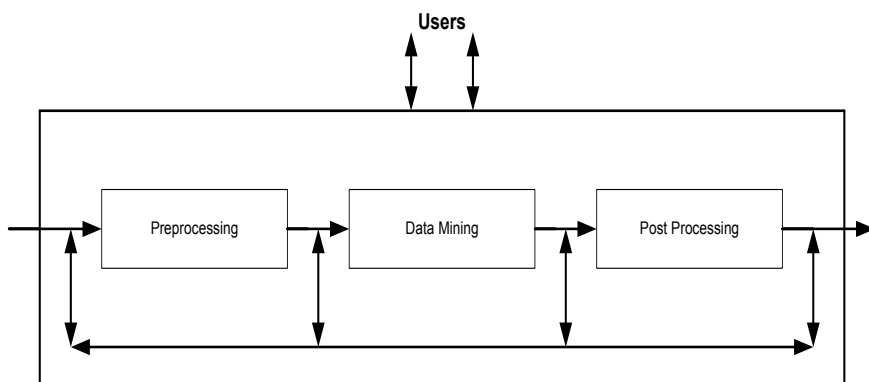 Users
Preprocessing
Data Mining
Post Processing